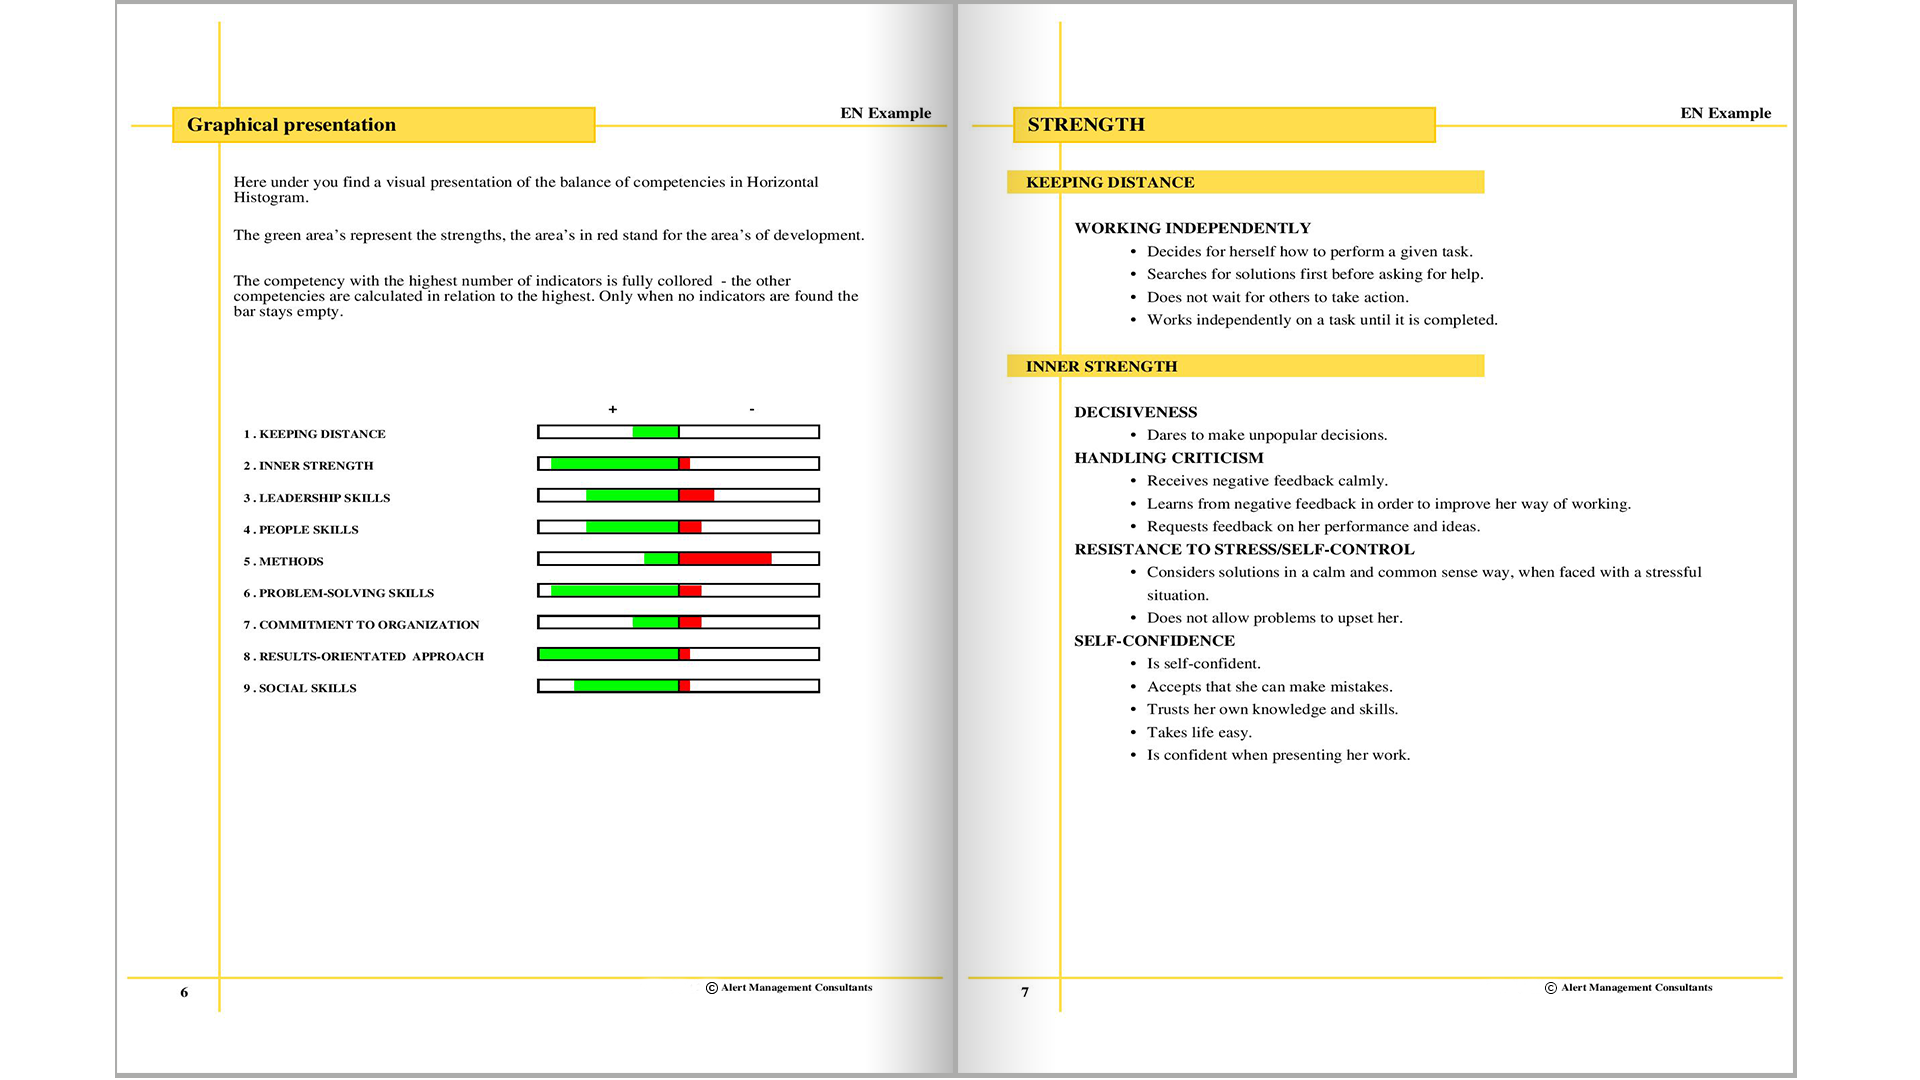 EN Example
Graphical presentation
Here under you find a visual presentation of the balance of competencies in Horizontal
Histogram.
The green area's represent the strengths, the area's in red stand for the area's of development.
The competency with the highest number of indicators is fully collored - the other
competencies are calculated in relation to the highest. Only when no indicators are found the
bar stays empty.
+ -
1 . KEEPING DISTANCE
2 . INNER STRENGTH
3 . LEADERSHIP SKILLS
4 . PEOPLE SKILLS
5 . METHODS
6 . PROBLEM-SOLVING SKILLS
7 . COMMITMENT TO ORGANIZATION
8 . RESULTS-ORIENTATED APPROACH
9 . SOCIAL SKILLS
6 © Alert Management Consultants
EN Example
STRENGTH
KEEPING DISTANCE
WORKING INDEPENDENTLY
• Decides for herself how to perform a given task.
• Searches for solutions first before asking for help.
• Does not wait for others to take action.
• Works independently on a task until it is completed.
INNER STRENGTH
DECISIVENESS
• Dares to make unpopular decisions.
HANDLING CRITICISM
• Receives negative feedback calmly.
• Learns from negative feedback in order to improve her way of working.
• Requests feedback on her performance and ideas.
RESISTANCE TO STRESS/SELF-CONTROL
• Considers solutions in a calm and common sense way, when faced with a stressful
situation.
• Does not allow problems to upset her.
SELF-CONFIDENCE
• Is self-confident.
• Accepts that she can make mistakes.
• Trusts her own knowledge and skills.
• Takes life easy.
• Is confident when presenting her work.
7 © Alert Management Consultants